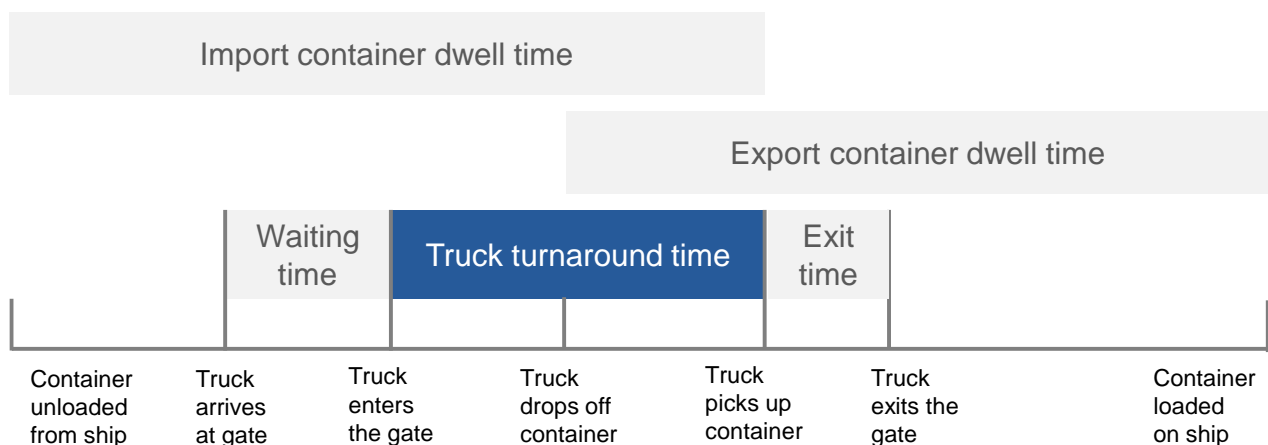 Import container dwell time
Export container dwell time
Waiting
time
Truck turnaround time
Exit
time
Container
unloaded
from ship
Truck
arrives
at gate
Truck
enters
the gate
Truck
drops off
container
Truck
picks up
container
Truck
exits the
gate
Container
loaded
on ship